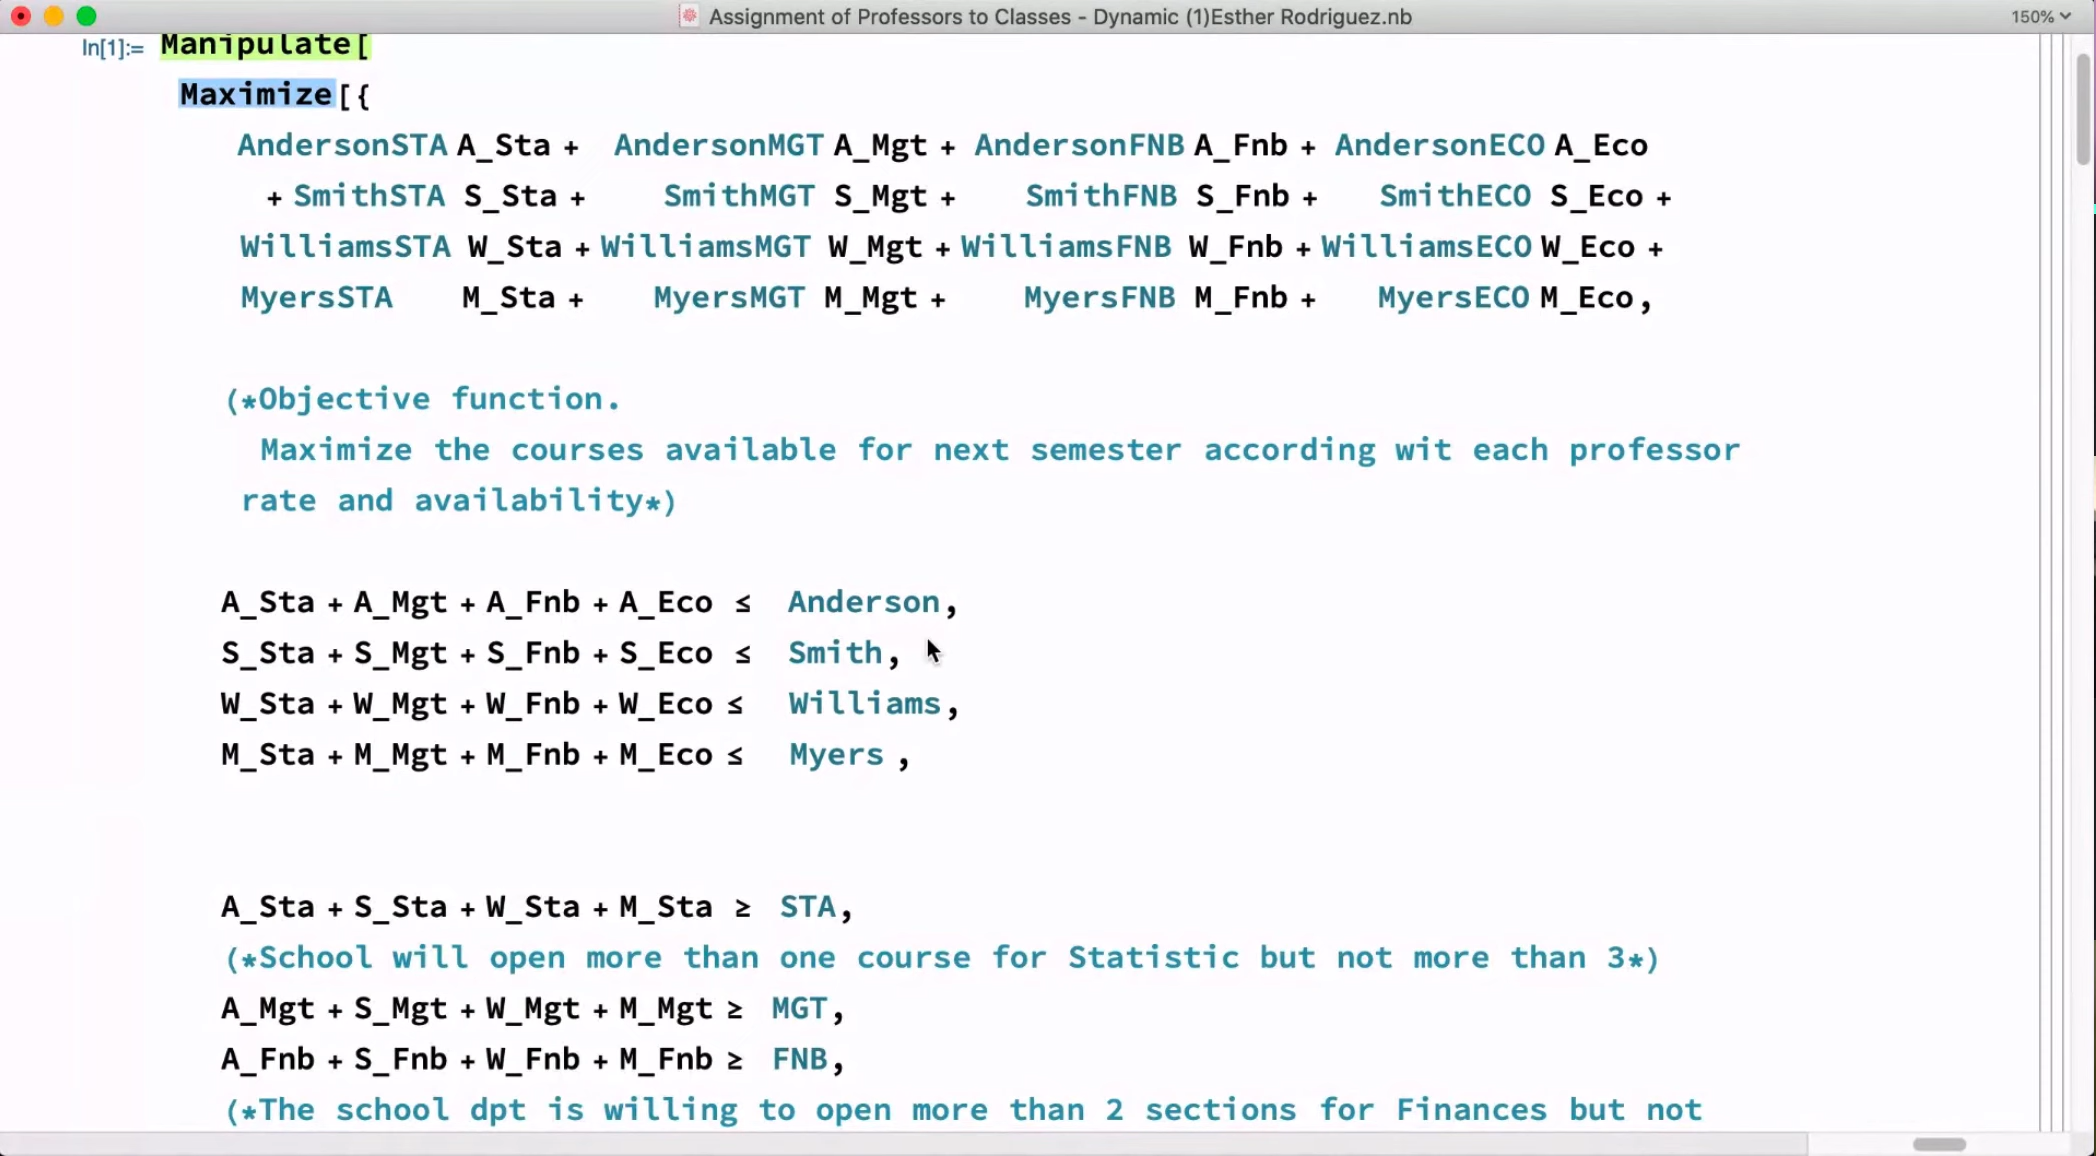 Assignment of Professors to Classes - Dynamic (1)Esther Rodriguez.nb
150%
In[1]:= Manipulate[
Maximize[{
AndersonSTA A_Sta + AndersonMGT A_Mgt + AndersonFNB A_Fnb + AndersonECO A_Eco
+ SmithSTA S_Sta + SmithMGT S_Mgt + SmithFNB S_Fnb + SmithECO S_Eco +
WilliamsSTA W_Sta + WilliamsMGT W_Mgt + WilliamsFNB W_Fnb + WilliamsECO W_Eco +
MyersSTA M_Sta + MyersMGT M_Mgt + MyersFNB M_Fnb + MyersECO M_Eco,
(*Objective function.
Maximize the courses available for next semester according wit each professor
rate and availability*)
A_Sta + A_Mgt + A_Fnb + A_Eco ≤ Anderson,
S_Sta + S_Mgt + S_Fnb + S_Eco ≤ Smith,
W_Sta + W_Mgt + W_Fnb + W_Eco ≤ Williams,
M_Sta + M_Mgt + M_Fnb + M_Eco ≤ Myers ,
A_Sta + S_Sta + W_Sta + M_Sta ≥ STA,
(*School will open more than one course for Statistic but not more than 3*)
A_Mgt + S_Mgt + W_Mgt + M_Mgt ≥ MGT,
A_Fnb + S_Fnb + W_Fnb + M_Fnb ≥ FNB,
(*The school dpt is willing to open more than 2 sections for Finances but not